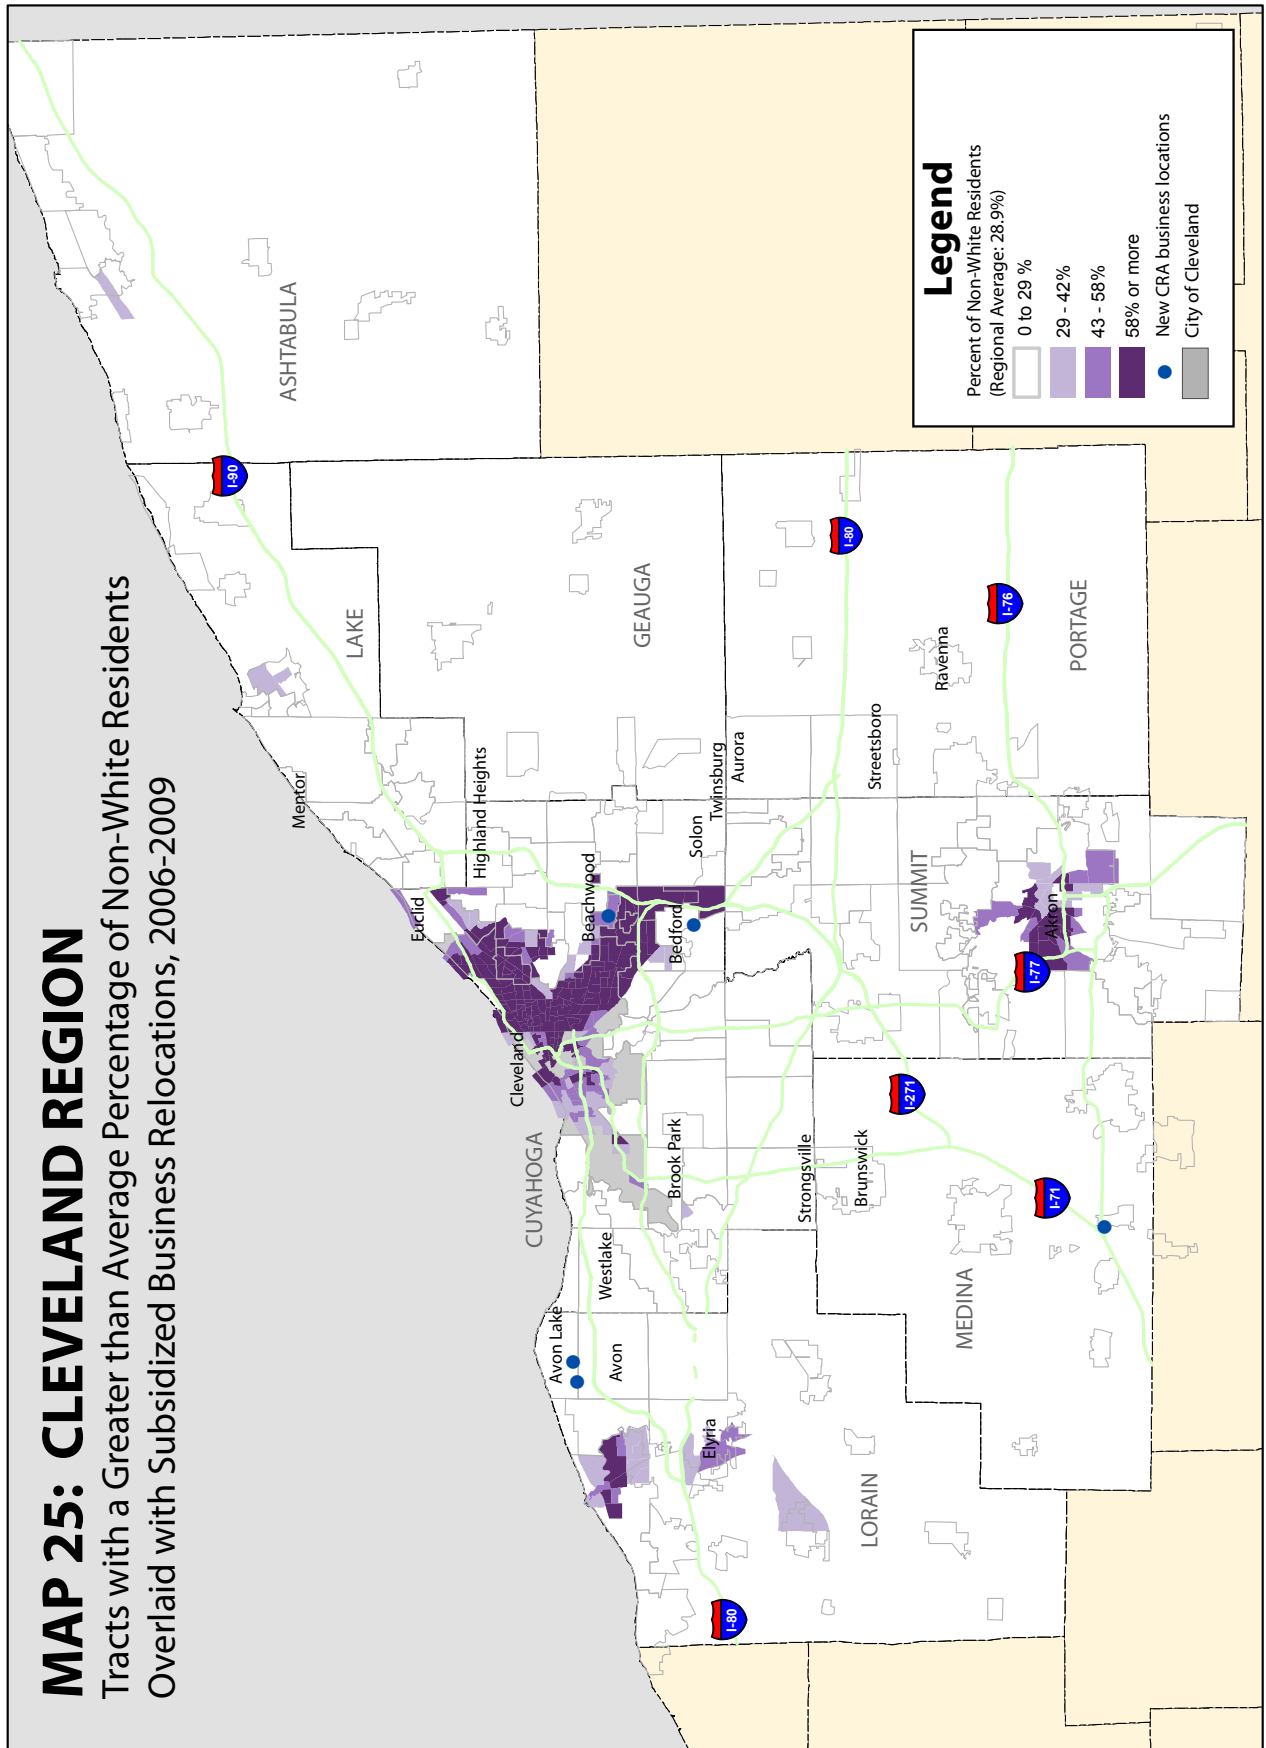 MAP 25: CLEVELAND REGION
Tracts with a Greater than Average Percentage of Non-White Residents
Overlaid with Subsidized Business Relocations, 2006-2009
ASHTABULA
I-90
LAKE
Mentor
GEAUGA
Highland Heights
Euclid
Beachwood
Solon
Twinsburg
Aurora
Bedford
Cleveland
CUYAHOGA
Brook Park
Strongsville
Brunswick
Westlake
Avon Lake
Avon
Elyria
LORAIN
I-80
MEDINA
I-71
I-271
I-77
Akron
SUMMIT
Streetsboro
Ravenna
I-80
I-76
PORTAGE
Legend
Percent of Non-White Residents
(Regional Average: 28.9%)
0 to 29 %
29 - 42%
43 - 58%
58% or more
New CRA business locations
City of Cleveland